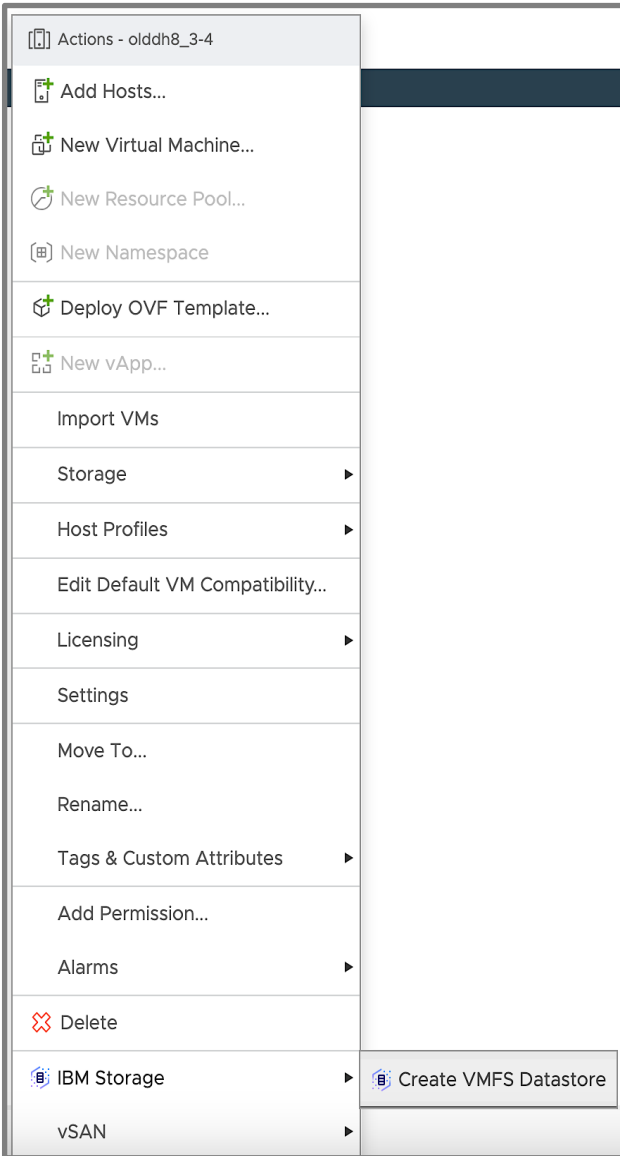 Actions - olddh8_3-4
Add Hosts...
New Virtual Machine...
New Resource Pool...
New Namespace
Deploy OVF Template...
New vApp...
Import VMs
Storage
Host Profiles
Edit Default VM Compatibility...
Licensing
Settings
Move To...
Rename...
Tags & Custom Attributes
Add Permission...
Alarms
Delete
IBM Storage
Create VMFS Datastore
vSAN